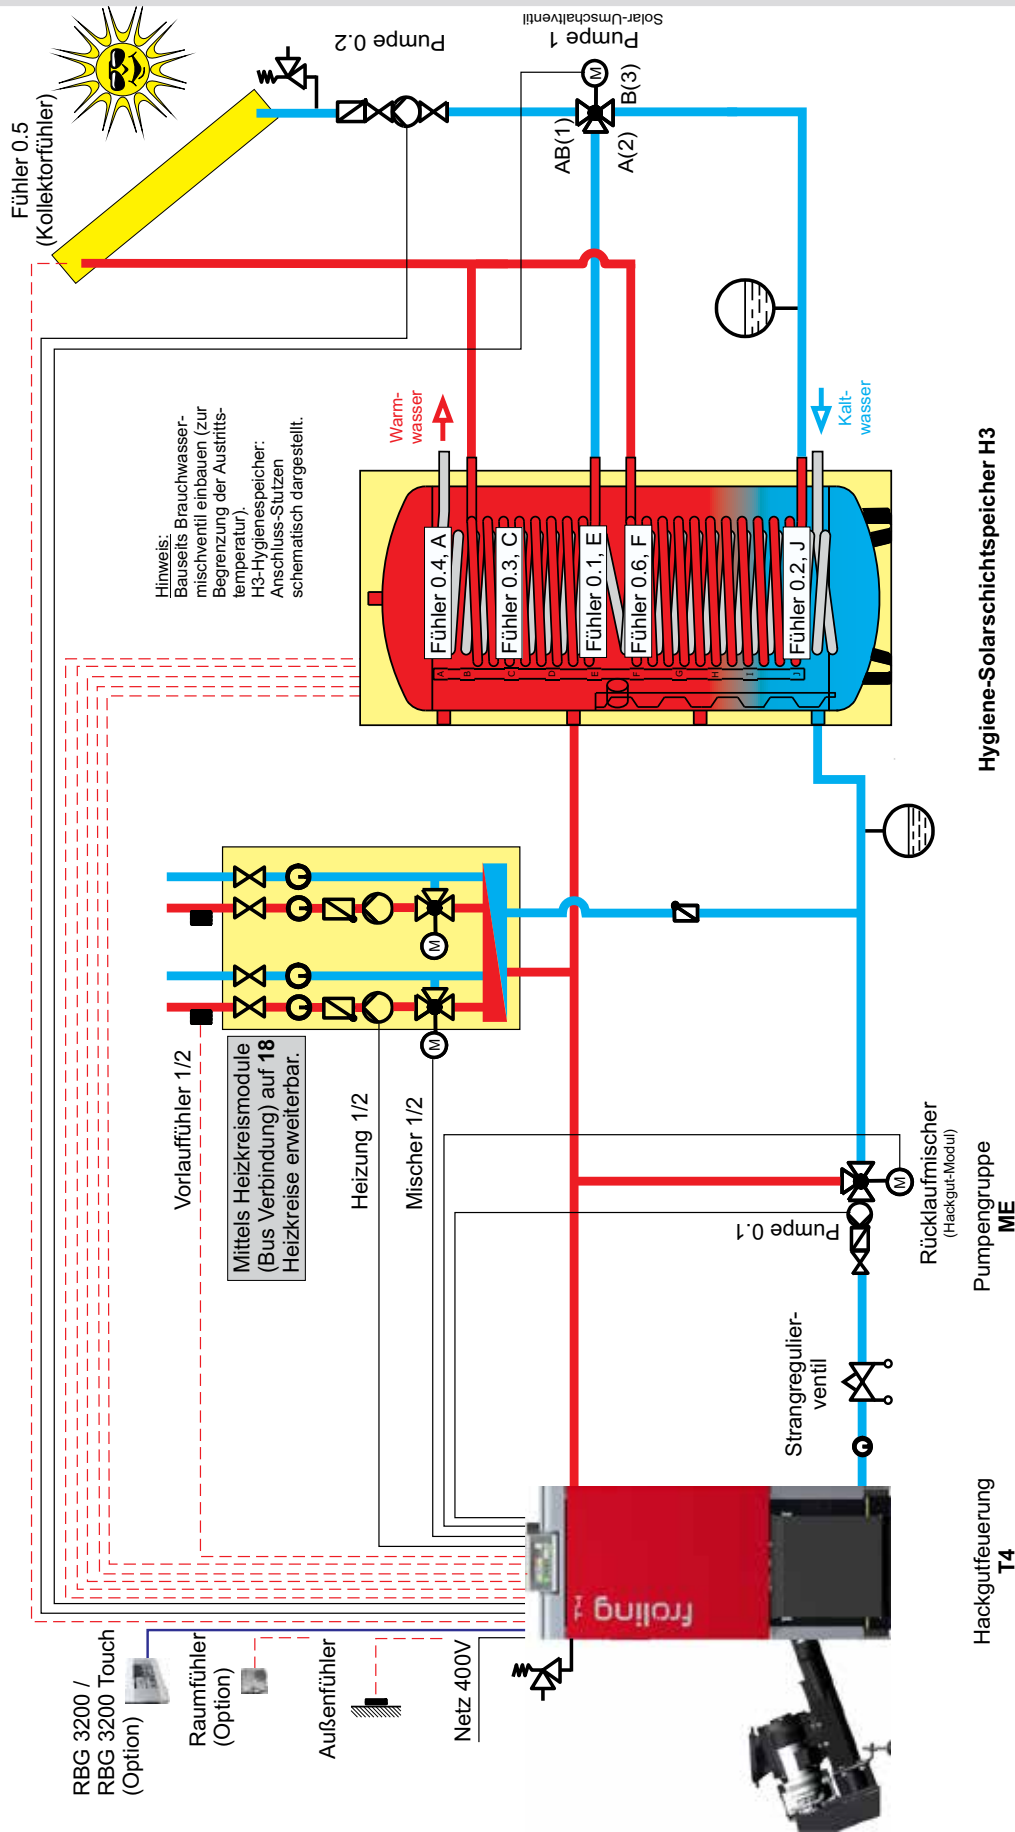 RBG 3200 /
RBG 3200 Touch
(Option)
Raumfühler
(Option)
Außenfühler
Netz 400V
froling
T4
Hackgutfeuerung
T4
Strangregulier-
ventil
Pumpe 0.1
Rücklaufmischer
(Hackgut-Modul)
Pumpengruppe
ME
M
Vorlauffühler 1/2
Mittels Heizkreismodule
(Bus Verbindung) auf 18
Heizkreise erweiterbar.
Heizung 1/2
Mischer 1/2
M
M
Hinweis:
Bauseits Brauchwasser-
mischventil einbauen (zur
Begrenzung der Austritts-
temperatur).
H3-Hygienespeicher:
Anschluss-Stutzen
schematisch dargestellt.
Warm-
wasser
Fühler 0.4, A
Fühler 0.3, C
Fühler 0.1, E
Fühler 0.6, F
Fühler 0.2, J
A
B
C
D
E
F
G
H
I
J
Kalt-
wasser
Hygiene-Solarschichtspeicher H3
Fühler 0.5
(Kollektorfühler)
Pumpe 0.2
Pumpe 1
Solar-Umschaltventil
M
AB(1)
B(3)
A(2)